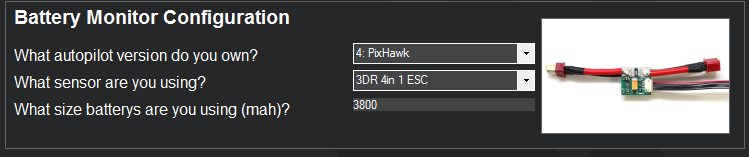 Battery Monitor Configuration
What autopilot version do you own?
4: PixHawk
What sensor are you using?
3DR 4in 1 ESC
What size batterys are you using (mah)?
3800